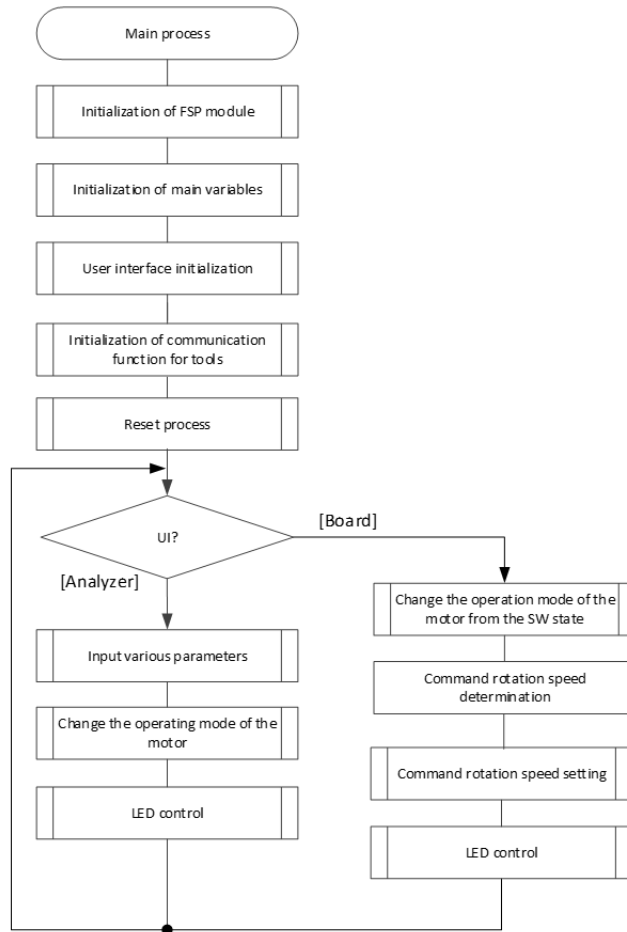 Main process
Initialization of FSP module
Initialization of main variables
User interface initialization
Initialization of communication
function for tools
Reset process
UI?
[Board]
[Analyzer]
Input various parameters
Change the operating mode of the
motor
LED control
Change the operation mode of the
motor from the SW state
Command rotation speed
determination
Command rotation speed setting
LED control